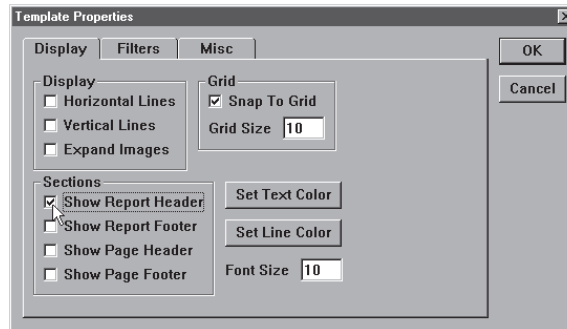 Template Properties
Display Filters Misc
OK
Cancel
Display
Horizontal Lines
Vertical Lines
Expand Images
Grid
Snap To Grid
Grid Size 10
Sections
Show Report Header
Show Report Footer
Show Page Header
Show Page Footer
Set Text Color
Set Line Color
Font Size 10